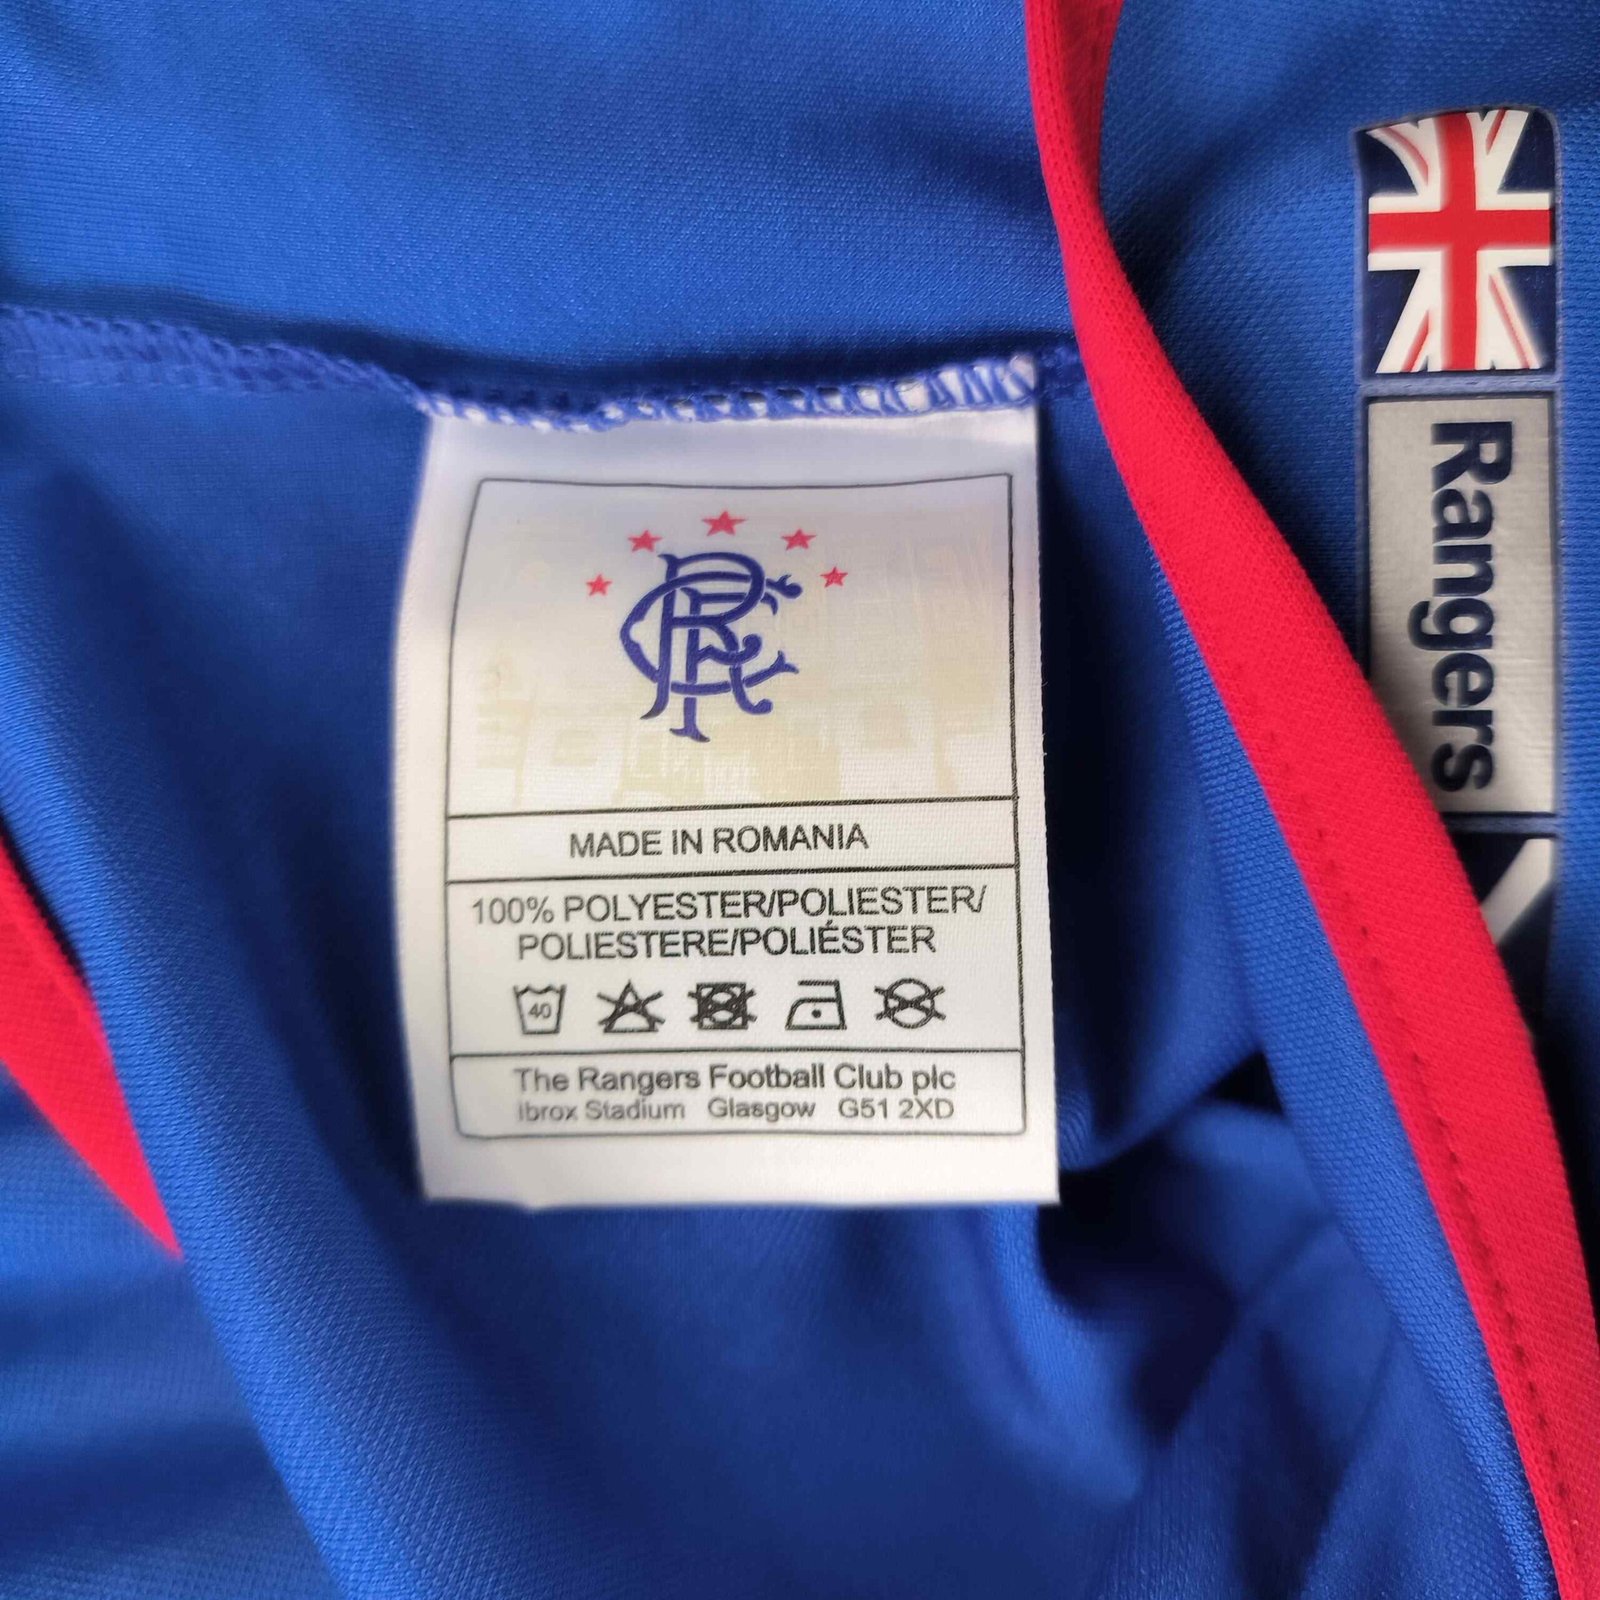 MADE IN ROMANIA
100% POLYESTER/POLIESTER/
POLIESTERE/POLIÉSTER
40
The Rangers Football Club plc
Ibrox Stadium Glasgow G51 2XD
Rangers